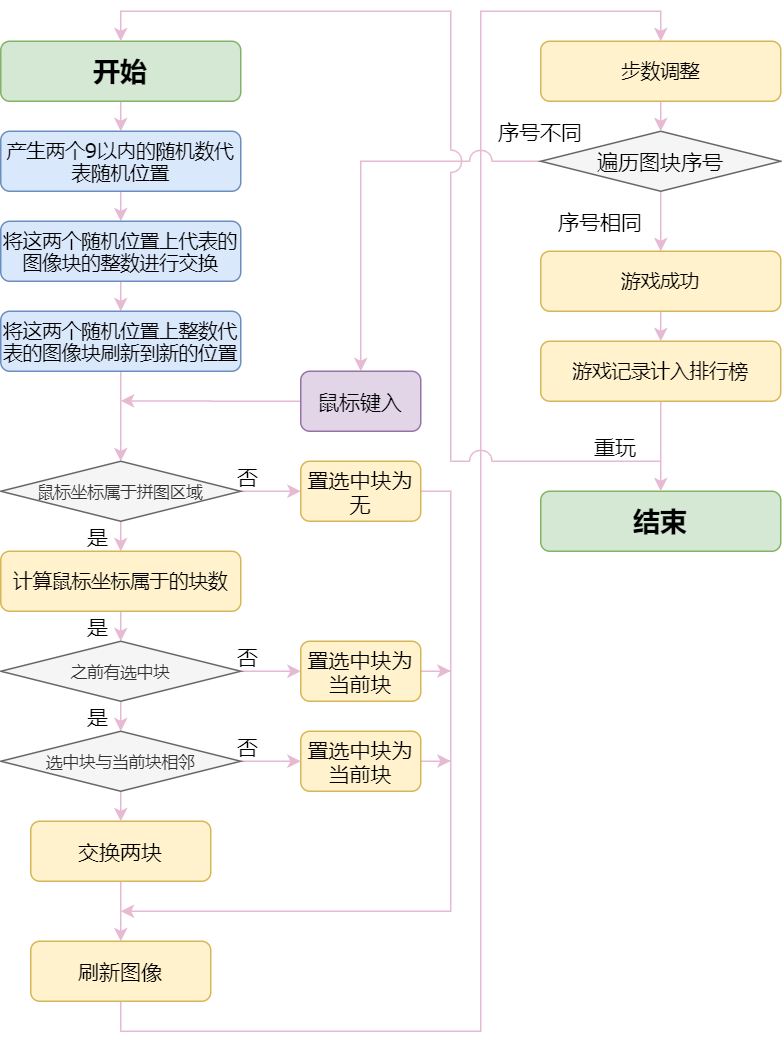 开始
产生两个9以内的随机数代
表随机位置
将这两个随机位置上代表的
图像块的整数进行交换
将这两个随机位置上整数代
表的图像块刷新到新的位置
鼠标键入
鼠标坐标属于拼图区域
否
置选中块为
无
是
计算鼠标坐标属于的块数
是
之前有选中块
否
置选中块为
当前块
是
选中块与当前块相邻
否
置选中块为
当前块
交换两块
刷新图像
步数调整
序号不同
遍历图块序号
序号相同
游戏成功
游戏记录计入排行榜
重玩
结束